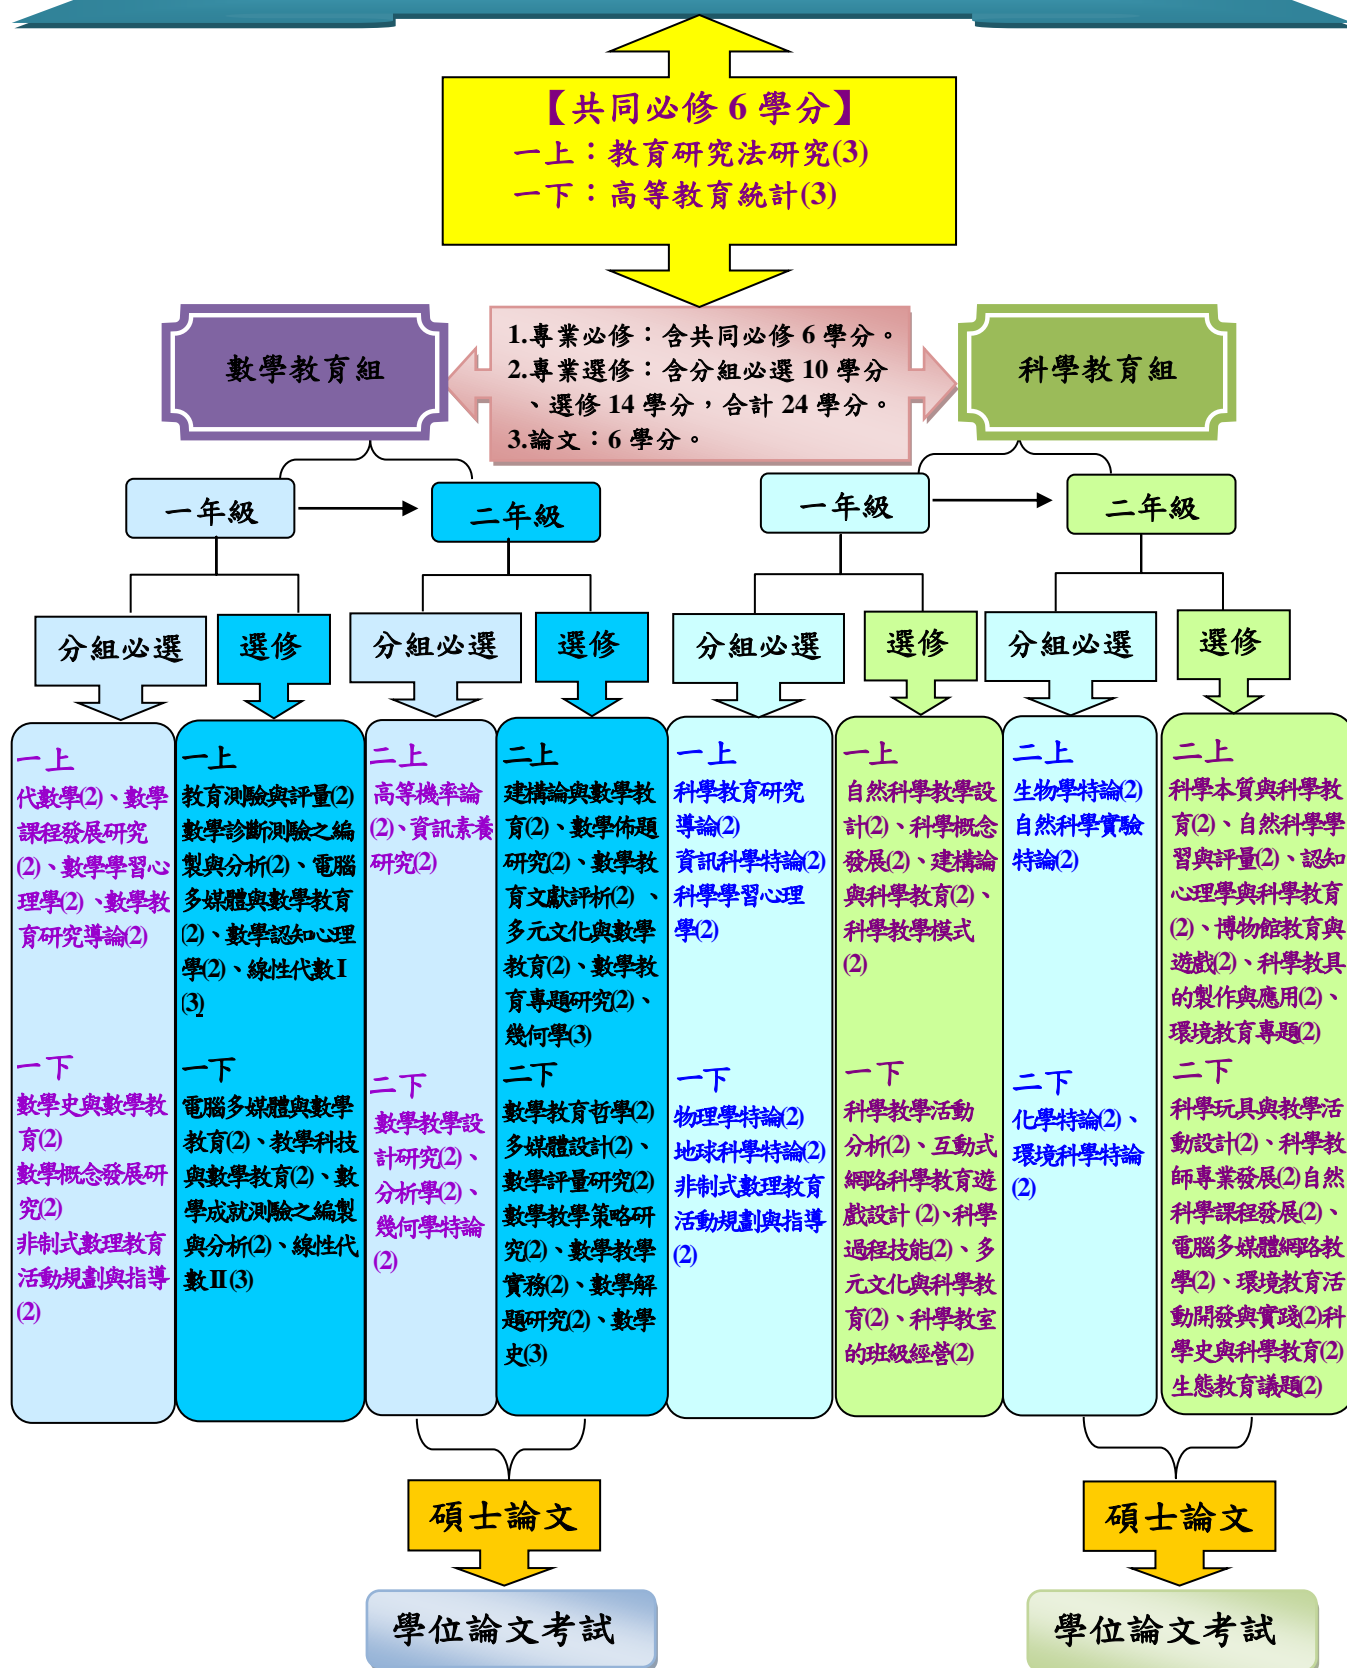 【共同必修 6 學分】
一上：教育研究法研究(3)
一下：高等教育統計(3)
數學教育組
1.專業必修：含共同必修 6 學分。
2.專業選修：含分組必選 10 學分
、選修 14 學分，合計 24 學分。
3.論文：6 學分。
科學教育組
一年級
二年級
一年級
二年級
分組必選
選修
分組必選
選修
分組必選
選修
分組必選
選修
一上
代數學(2)、數學
課程發展研究
(2)、數學學習心
理學(2)、數學教
育研究導論(2)
一下
數學史與數學教
育(2)
數學概念發展研
究(2)
非制式數理教育
活動規劃與指導
(2)
一上
教育測驗與評量(2)
數學診斷測驗之編
製與分析(2)、電腦
多媒體與數學教育
(2)、數學認知心理
學(2)、線性代數Ⅰ
(3)
一下
電腦多媒體與數學
教育(2)、教學科技
與數學教育(2)、數
學成就測驗之編製
與分析(2)、線性代
數Ⅱ(3)
二上
高等機率論
(2)、資訊素養
研究(2)
二下
數學教學設
計研究(2)、
分析學(2)、
幾何學特論
(2)
二上
建構論與數學教
育(2)、數學佈題
研究(2)、數學教
育文獻評析(2)、
多元文化與數學
教育(2)、數學教
育專題研究(2)、
幾何學(3)
二下
數學教育哲學(2)
多媒體設計(2)、
數學評量研究(2)
數學教學策略研
究(2)、數學教學
實務(2)、數學解
題研究(2)、數學
史(3)
一上
科學教育研究
導論(2)
資訊科學特論(2)
科學學習心理
學(2)
一下
物理學特論(2)
地球科學特論(2)
非制式數理教育
活動規劃與指導
(2)
一上
自然科學教學設
計(2)、科學概念
發展(2)、建構論
與科學教育(2)、
科學教學模式
(2)
一下
科學教學活動
分析(2)、互動式
網路科學教育遊
戲設計 (2)、科學
過程技能(2)、多
元文化與科學教
育(2)、科學教室
的班級經營(2)
二上
生物學特論(2)
自然科學實驗
特論(2)
二下
化學特論(2)、
環境科學特論
(2)
二上
科學本質與科學教
育(2)、自然科學學
習與評量(2)、認知
心理學與科學教育
(2)、博物館教育與
遊戲(2)、科學教具
的製作與應用(2)、
環境教育專題(2)
二下
科學玩具與教學活
動設計(2)、科學教
師專業發展(2)自然
科學課程發展(2)、
電腦多媒體網路教
學(2)、環境教育活
動開發與實踐(2)科
學史與科學教育(2)
生態教育議題(2)
碩士論文
碩士論文
學位論文考試
學位論文考試